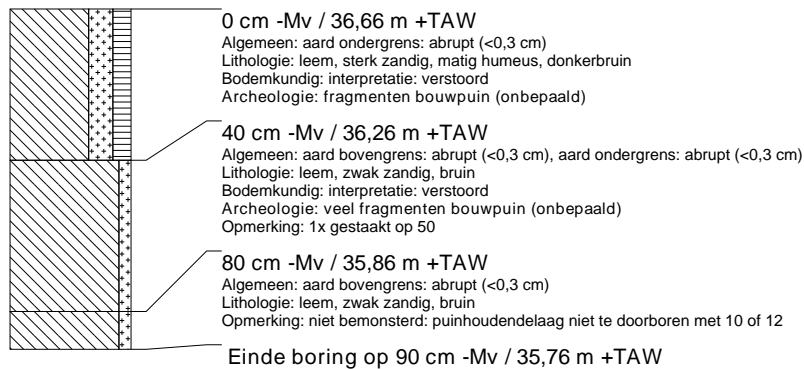 0 cm -Mv / 36,66 m +TAW
Algemeen: aard ondergrens: abrupt (<0,3 cm)
Lithologie: leem, sterk zandig, matig humeus, donkerbruin
Bodemkundig: interpretatie: verstoord
Archeologie: fragmenten bouwpuin (onbepaald)
40 cm -Mv / 36,26 m +TAW
Algemeen: aard bovengrens: abrupt (<0,3 cm), aard ondergrens: abrupt (<0,3 cm)
Lithologie: leem, zwak zandig, bruin
Bodemkundig: interpretatie: verstoord
Archeologie: veel fragmenten bouwpuin (onbepaald)
Opmerking: 1x gestaakt op 50
80 cm -Mv / 35,86 m +TAW
Algemeen: aard bovengrens: abrupt (<0,3 cm)
Lithologie: leem, zwak zandig, bruin
Opmerking: niet bemonsterd: puinhoudendelaag niet te doorboren met 10 of 12
Einde boring op 90 cm -Mv / 35,76 m +TAW